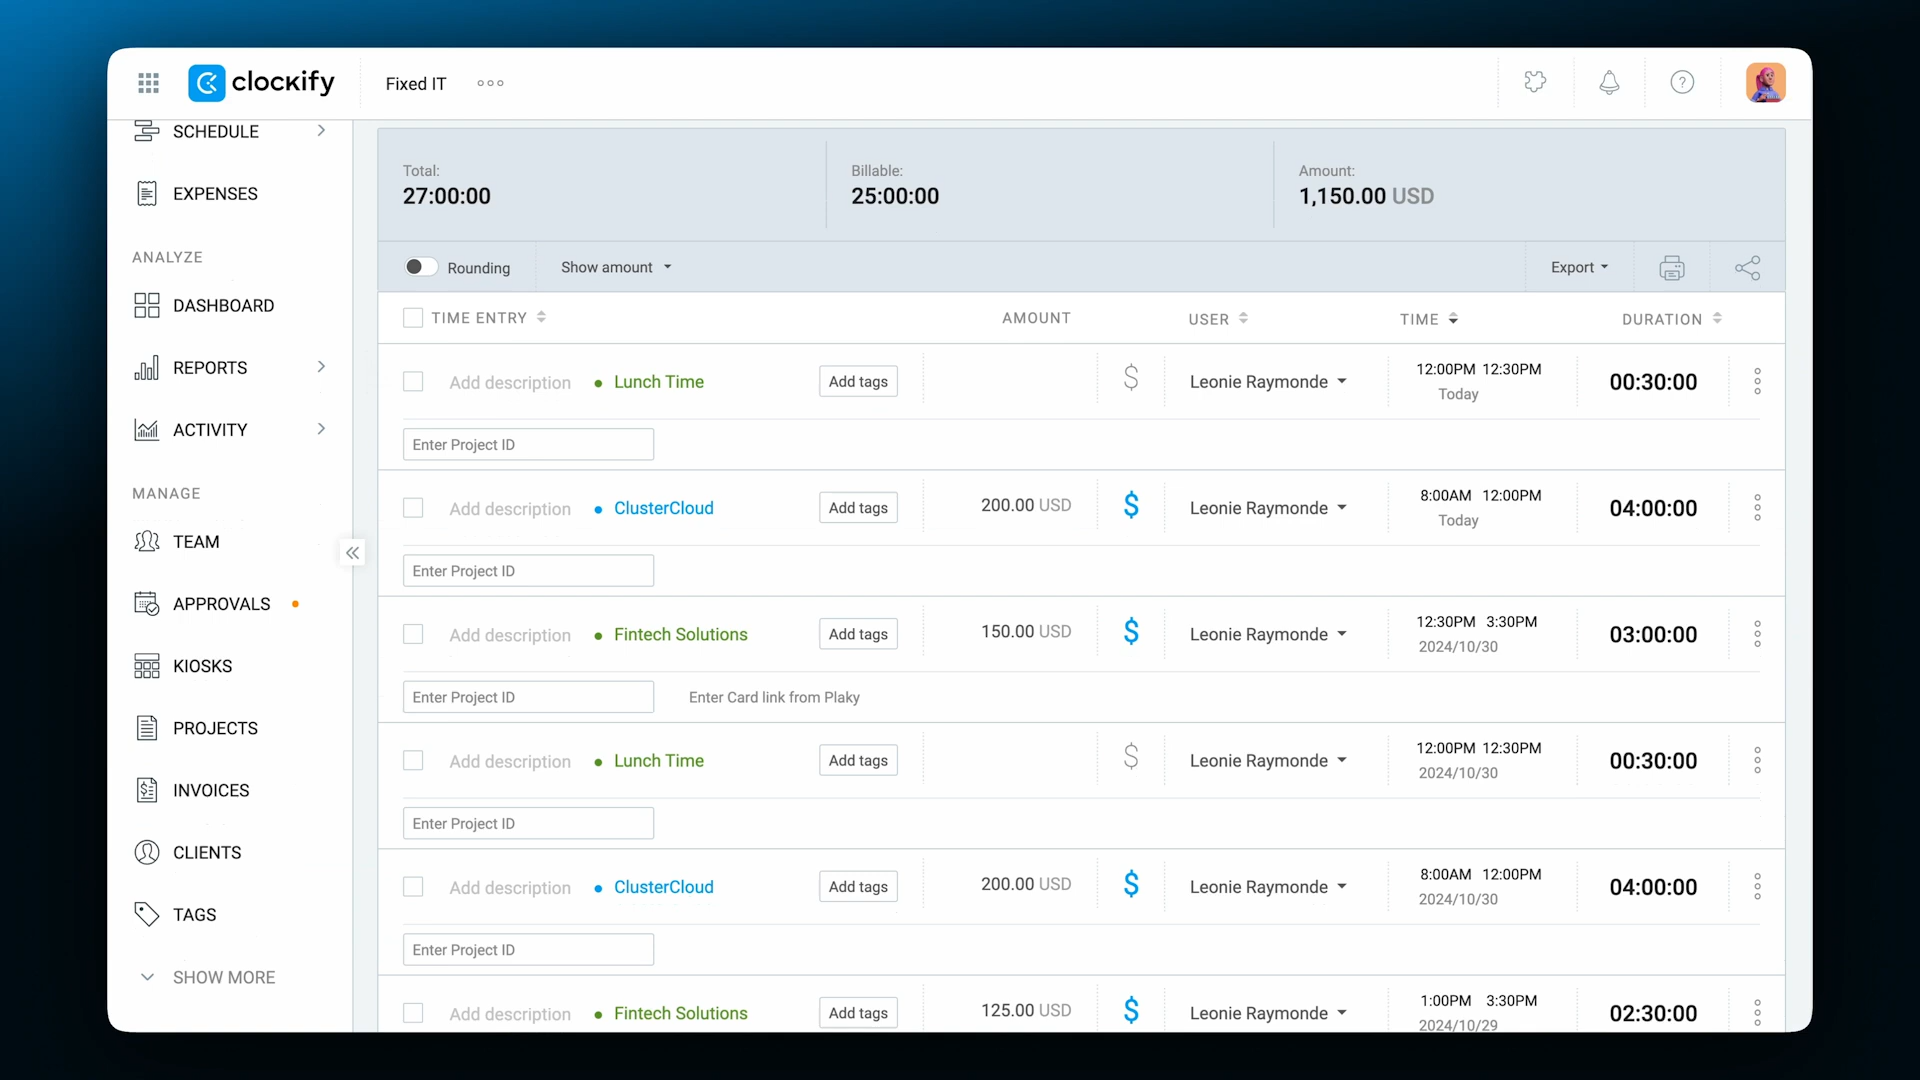 clockify
Fixed IT
SCHEDULE
EXPENSES
ANALYZE
DASHBOARD
REPORTS
ACTIVITY
MANAGE
TEAM
APPROVALS
KIOSKS
PROJECTS
INVOICES
CLIENTS
TAGS
SHOW MORE
Total: Billable: Amount:
27:00:00 25:00:00 1,150.00 USD
Rounding Show amount Export
TIME ENTRY AMOUNT USER TIME DURATION
Add description Lunch Time Add tags $ Leonie Raymonde 12:00PM 12:30PM 00:30:00
Today
Enter Project ID
Add description ClusterCloud Add tags 200.00 USD $ Leonie Raymonde 8:00AM 12:00PM 04:00:00
Today
Enter Project ID
Add description Fintech Solutions Add tags 150.00 USD $ Leonie Raymonde 12:30PM 3:30PM 03:00:00
2024/10/30
Enter Project ID Enter Card link from Plaky
Add description Lunch Time Add tags $ Leonie Raymonde 12:00PM 12:30PM 00:30:00
2024/10/30
Enter Project ID
Add description ClusterCloud Add tags 200.00 USD $ Leonie Raymonde 8:00AM 12:00PM 04:00:00
2024/10/30
Enter Project ID
Add description Fintech Solutions Add tags 125.00 USD $ Leonie Raymonde 1:00PM 3:30PM 02:30:00
2024/10/29